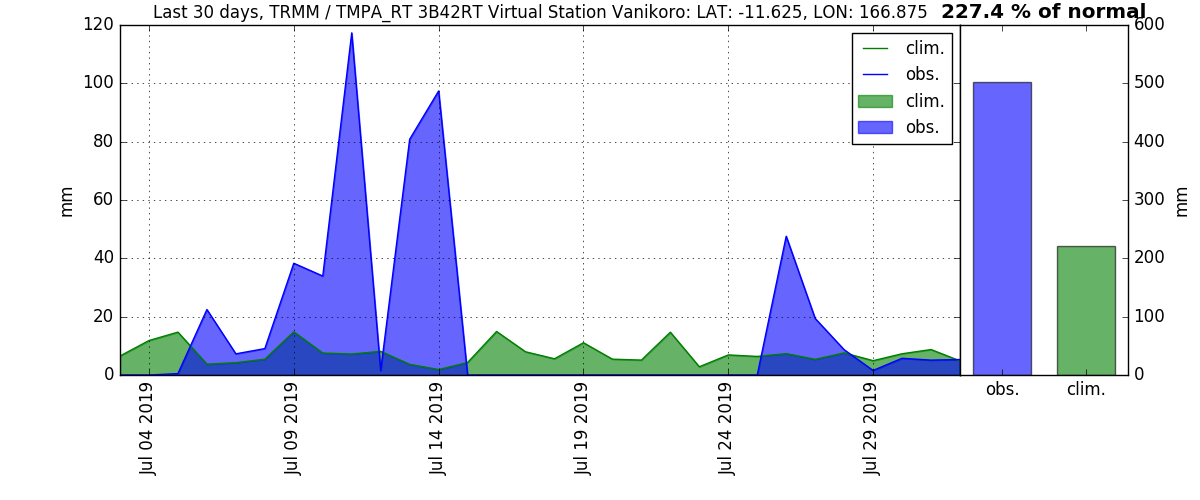 Last 30 days, TRMM / TMPA_RT 3B42RT Virtual Station Vanikoro: LAT: -11.625, LON: 166.875 227.4 % of normal
120
100
80
60
40
20
0
mm
clim.
obs.
clim.
obs.
Jul 04 2019
Jul 09 2019
Jul 14 2019
Jul 19 2019
Jul 24 2019
Jul 29 2019
600
500
400
300
200
100
0
mm
obs.
clim.